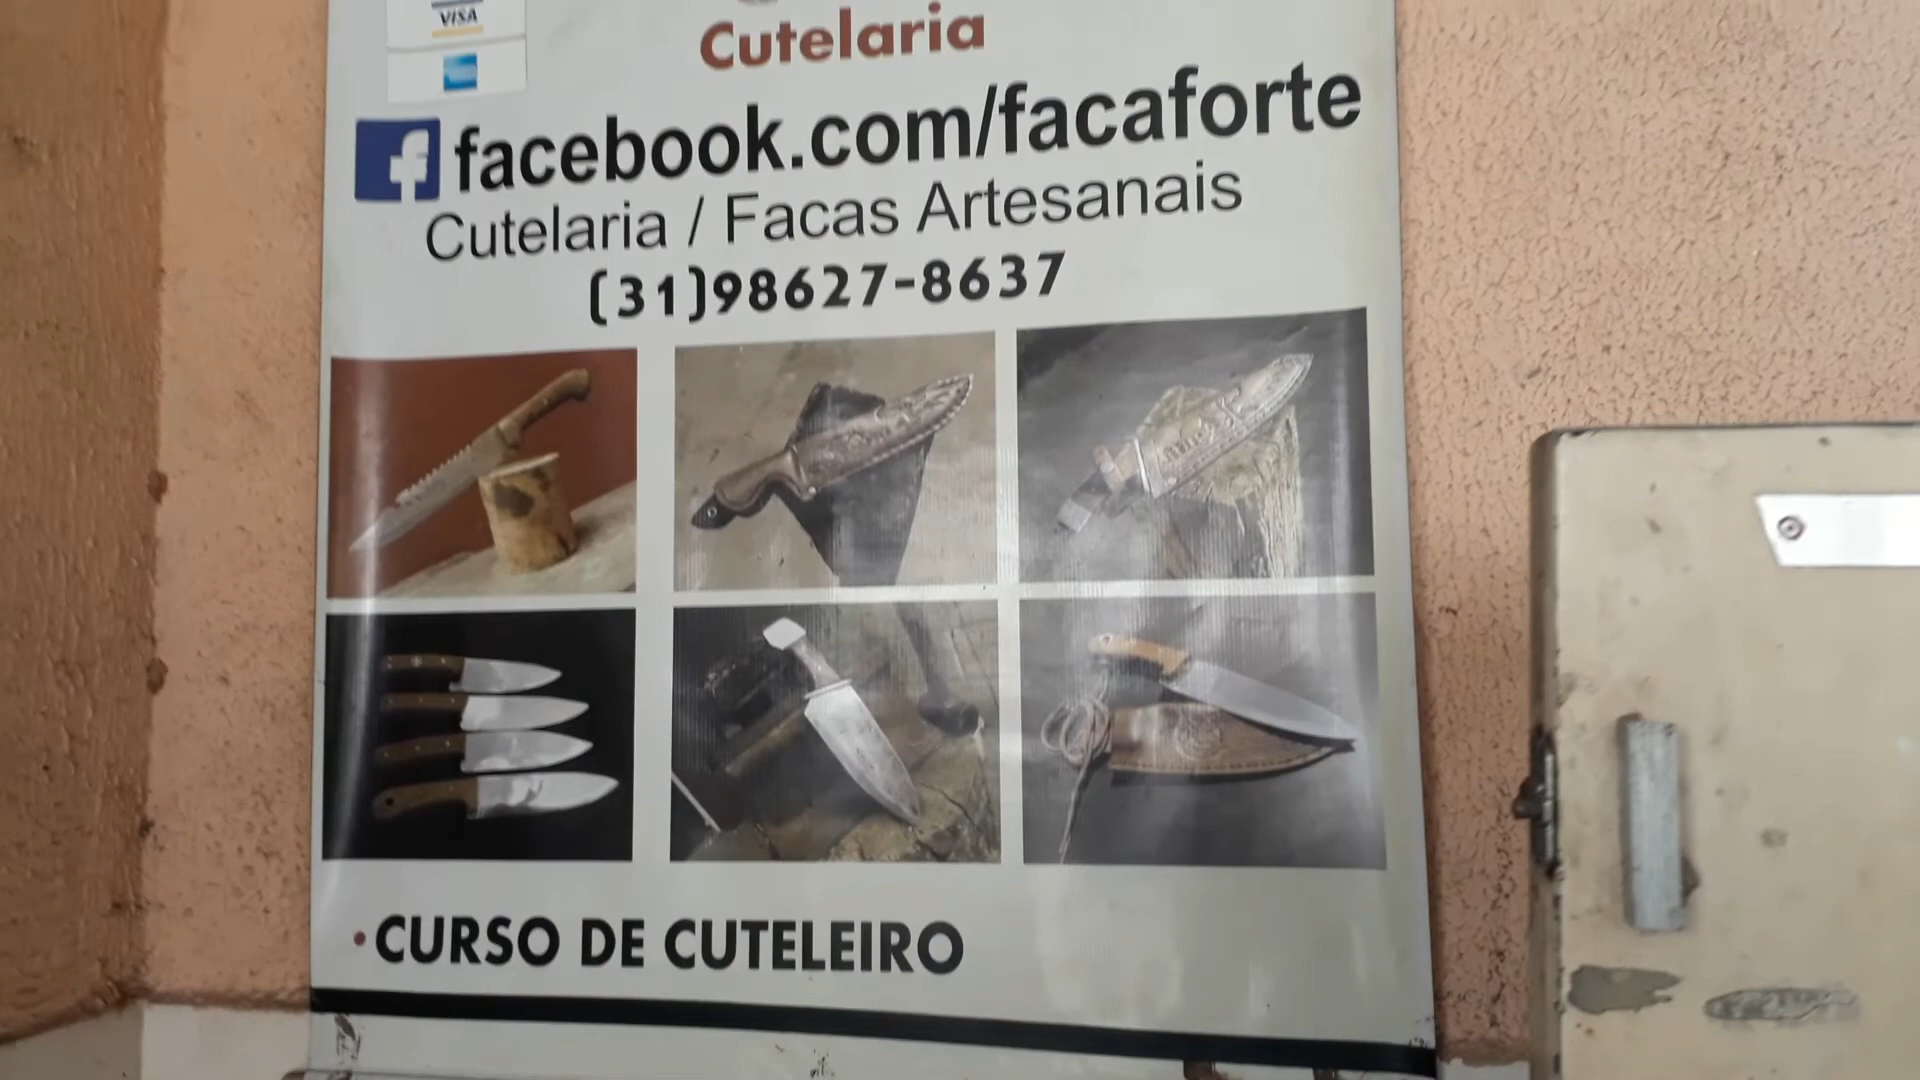 VISA
Cutelaria
facebook.com/facaforte
Cutelaria / Facas Artesanais
(31)98627-8637
•CURSO DE CUTELEIRO